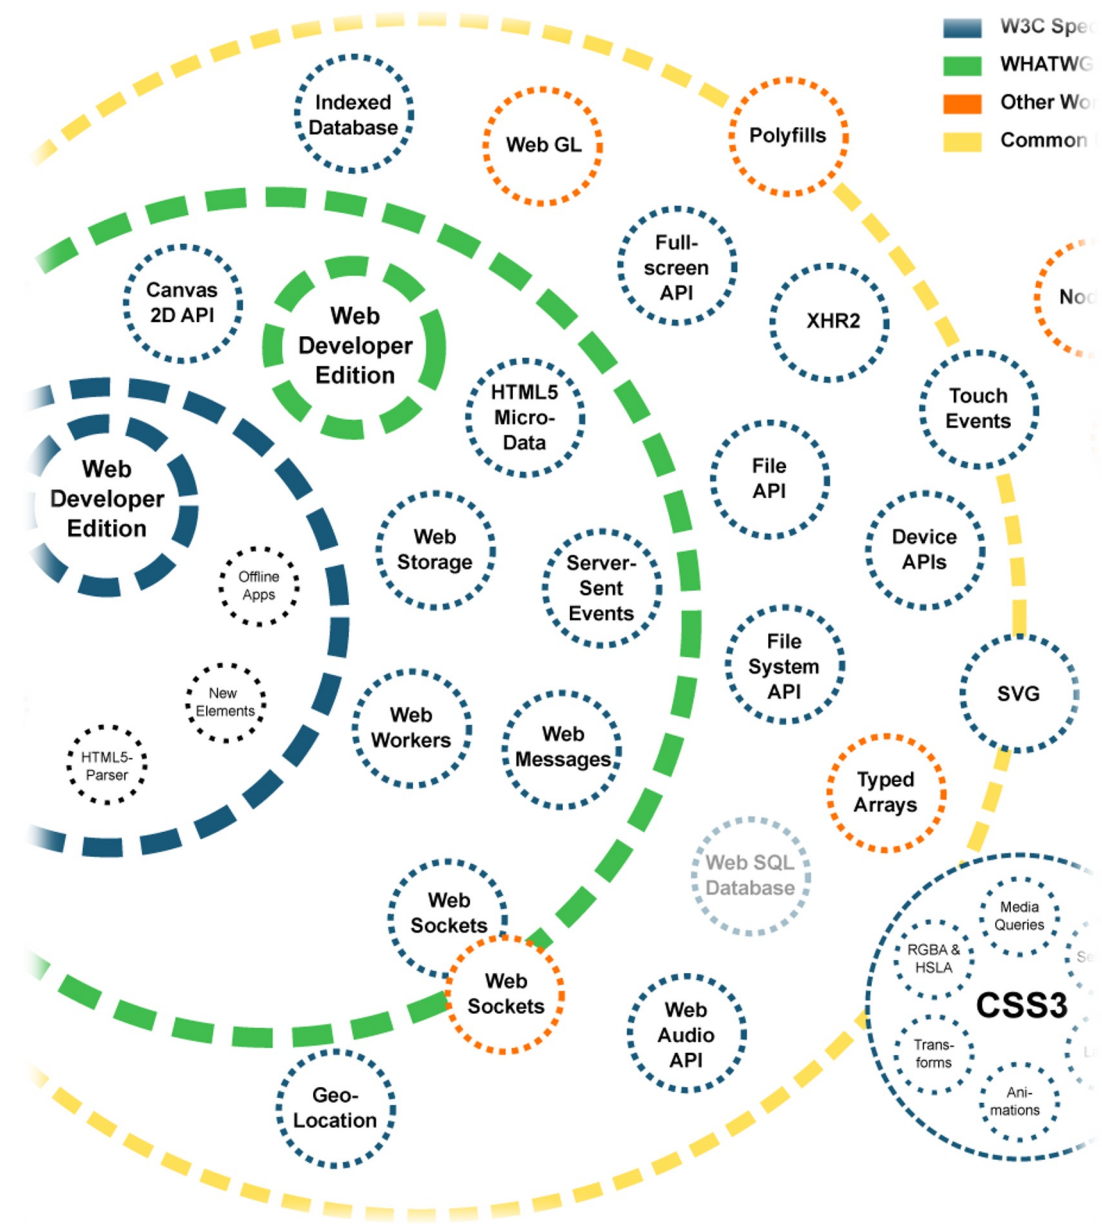 W3C
WHATWG
Other
Common
Indexed
Database
Web GL
Polyfills
Full-
screen
API
XHR2
Canvas
2D API
Web
Developer
Edition
HTML5
Micro-
Data
Touch
Events
Web
Developer
Edition
File
API
Device
APIs
Web
Storage
Server-
Sent
Events
Offline
Apps
New
Elements
HTML5-
Parser
File
System
API
SVG
Web
Workers
Web
Messages
Typed
Arrays
Web SQL
Database
Web
Sockets
Web
Sockets
Media
Queries
RGBA &
HSLA
CSS3
Trans-
forms
Ani-
mations
Web
Audio
API
Geo-
Location